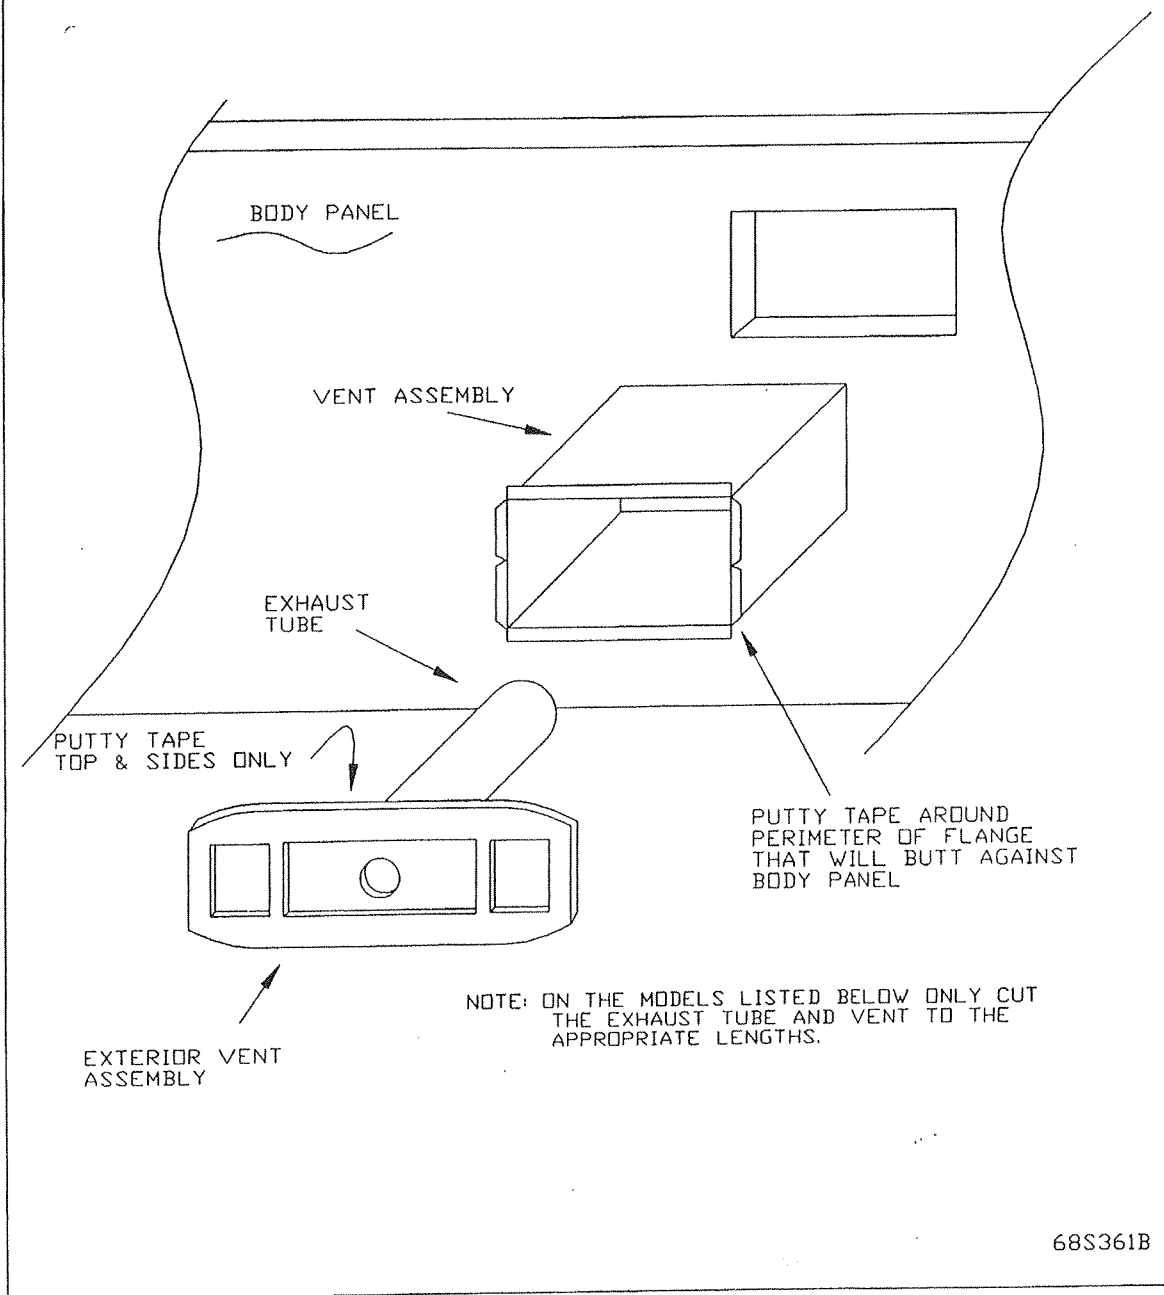 BODY PANEL
VENT ASSEMBLY
EXHAUST
TUBE
PUTTY TAPE
TOP & SIDES ONLY
PUTTY TAPE AROUND
PERIMETER OF FLANGE
THAT WILL BUTT AGAINST
BODY PANEL
NOTE: ON THE MODELS LISTED BELOW ONLY CUT
THE EXHAUST TUBE AND VENT TO THE
APPROPRIATE LENGTHS.
EXTERIOR VENT
ASSEMBLY
68S361B